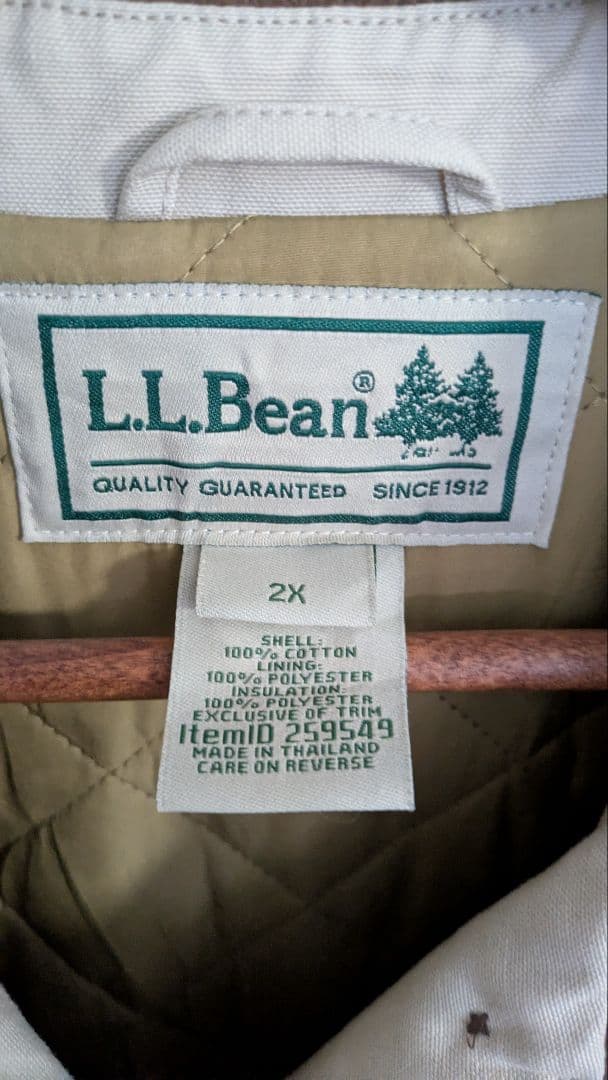 L.L.Bean®
QUALITY GUARANTEED SINCE 1912
2X
SHELL:
100% COTTON
LINING:
100% POLYESTER
INSULATION:
100% POLYESTER
EXCLUSIVE OF TRIM
ItemID 259549
MADE IN THAILAND
CARE ON REVERSE